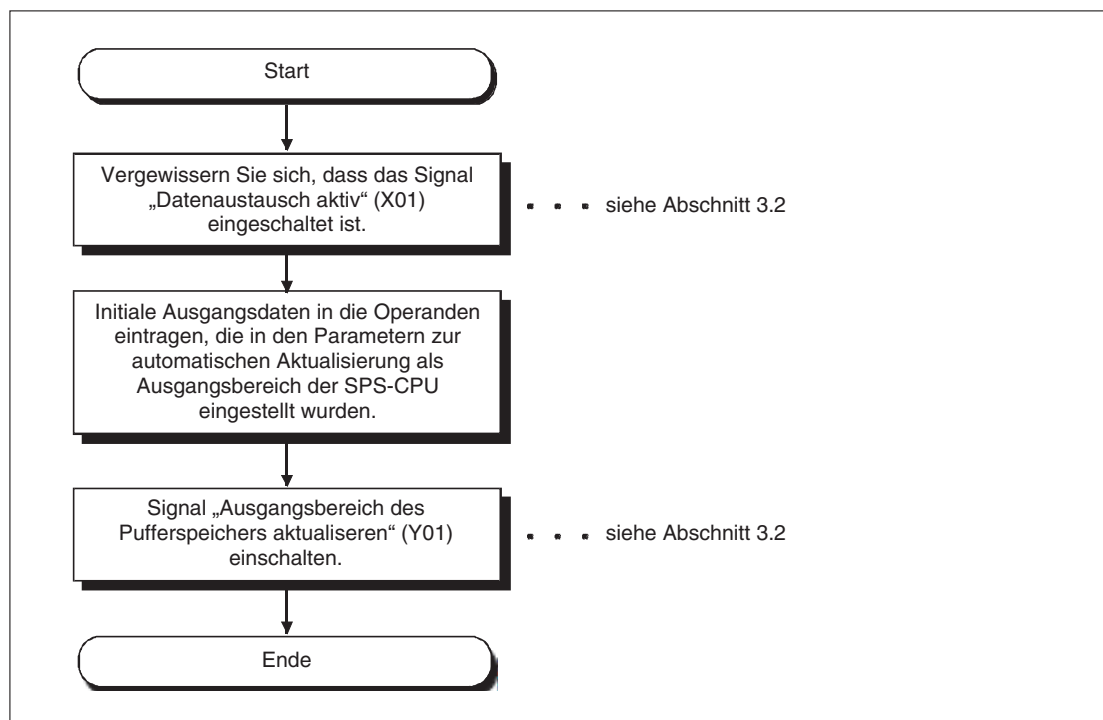 Start
Vergewissern Sie sich, dass das Signal
„Datenaustausch aktiv“ (X01)
eingeschaltet ist.
siehe Abschnitt 3.2
Initiale Ausgangsdaten in die Operanden
eintragen, die in den Parametern zur
automatischen Aktualisierung als
Ausgangsbereich der SPS-CPU
eingestellt wurden.
Signal „Ausgangsbereich des
Pufferspeichers aktualiseren“ (Y01)
einschalten.
siehe Abschnitt 3.2
Ende